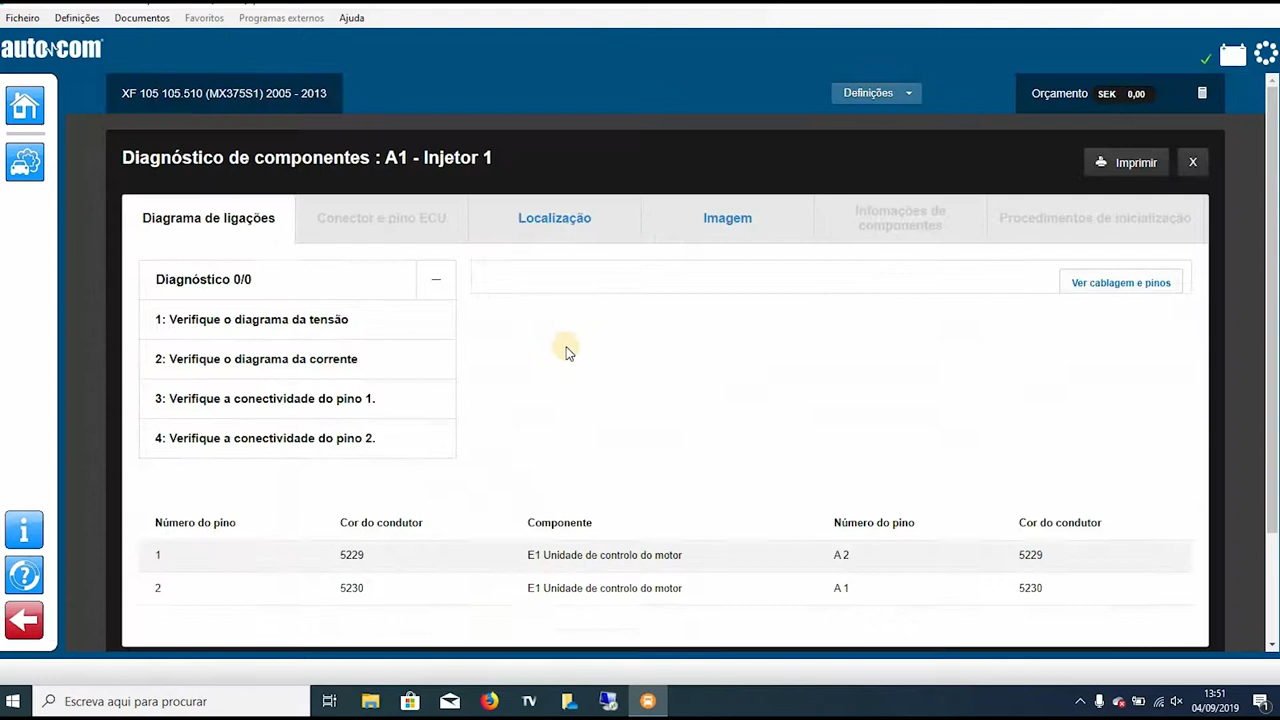 Ficheiro Definições Documentos Favoritos Programas externos Ajuda
autocom
XF 105 105.510 (MX375S1) 2005 - 2013 Definições Orçamento SEK 0,00
Diagnóstico de componentes : A1 - Injetor 1 Imprimir X
Diagrama de ligações Conector e pino ECU Localização Imagem Infomações de componentes Procedimentos de inicialização
Diagnóstico 0/0 –
Ver cablagem e pinos
1: Verifique o diagrama da tensão
2: Verifique o diagrama da corrente
3: Verifique a conectividade do pino 1.
4: Verifique a conectividade do pino 2.
Número do pino Cor do condutor Componente Número do pino Cor do condutor
1 5229 E1 Unidade de controlo do motor A 2 5229
2 5230 E1 Unidade de controlo do motor A 1 5230
Escreva aqui para procurar TV 13:51
04/09/2019 1